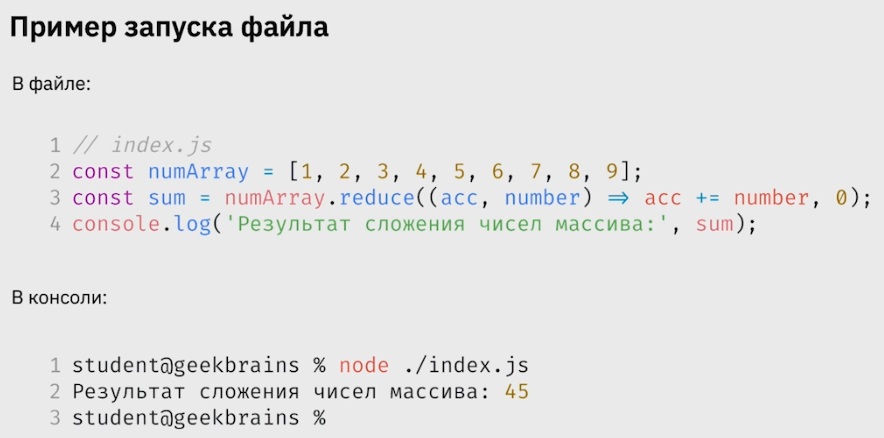 Пример запуска файла
В файле:
1 // index.js
2 const numArray = [1, 2, 3, 4, 5, 6, 7, 8, 9];
3 const sum = numArray.reduce((acc, number) => acc += number, 0);
4 console.log('Результат сложения чисел массива:', sum);
В консоли:
1 student@geekbrains % node ./index.js
2 Результат сложения чисел массива: 45
3 student@geekbrains %